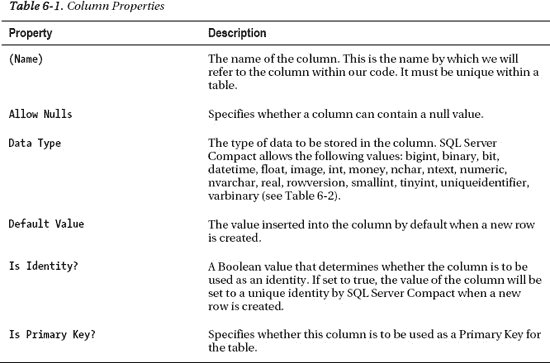 Table 6-1. Column Properties
Property Description
(Name) The name of the column. This is the name by which we will
refer to the column within our code. It must be unique within a
table.
Allow Nulls Specifies whether a column can contain a null value.
Data Type The type of data to be stored in the column. SQL Server
Compact allows the following values: bigint, binary, bit,
datetime, float, image, int, money, nchar, ntext, numeric,
nvarchar, real, rowversion, smallint, tinyint, uniqueidentifier,
varbinary (see Table 6-2).
Default Value The value inserted into the column by default when a new row
is created.
Is Identity? A Boolean value that determines whether the column is to be
used as an identity. If set to true, the value of the column will be
set to a unique identity by SQL Server Compact when a new
row is created.
Is Primary Key? Specifies whether this column is to be used as a Primary Key for
the table.